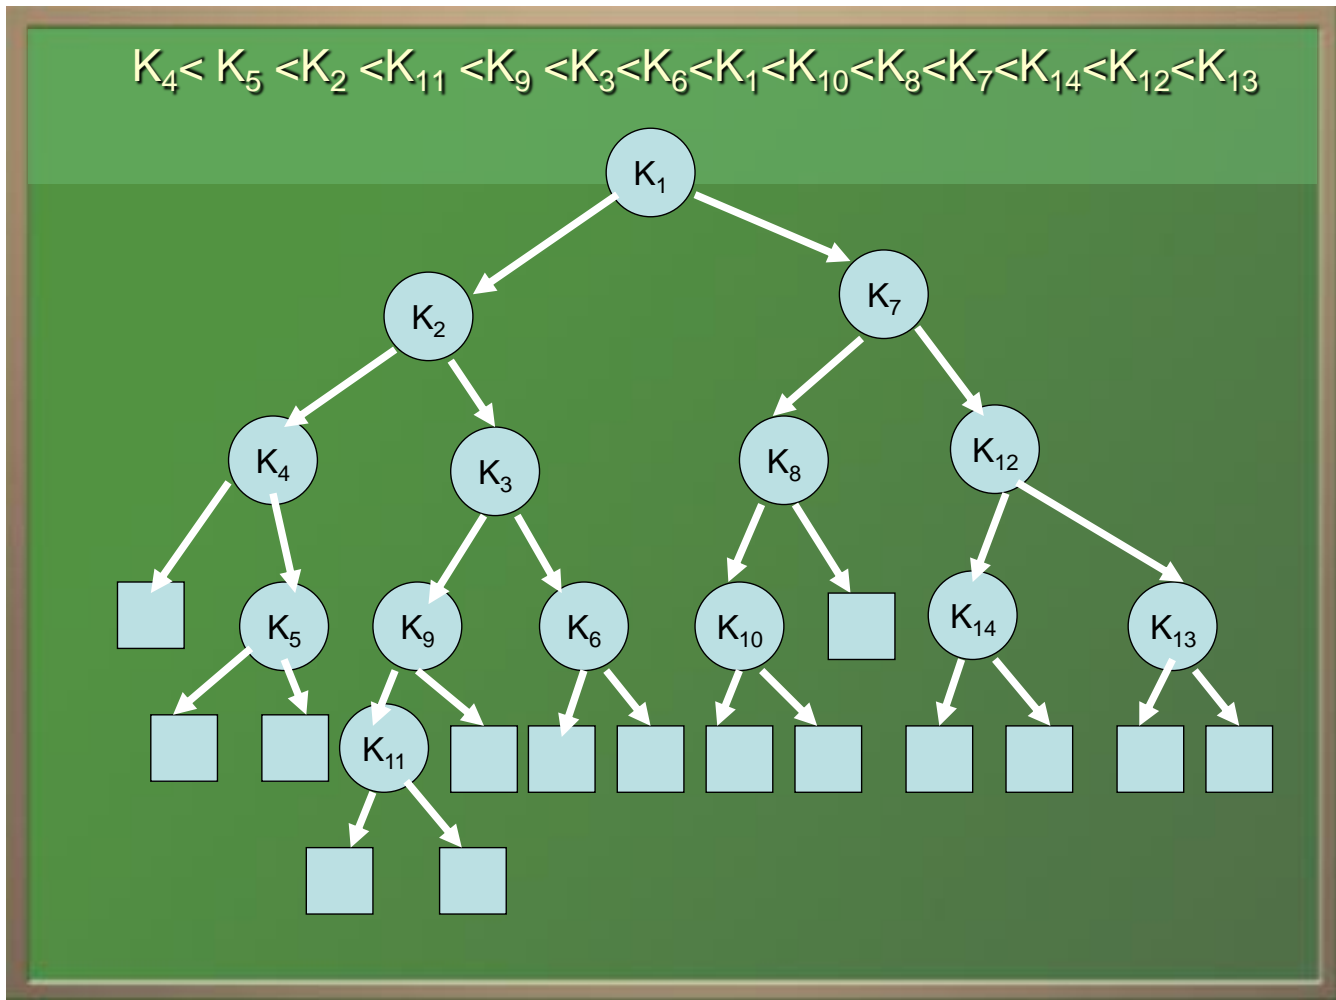 K₄< K₅ <K₂ <K₁₁ <K₉ <K₃<K₆<K₁<K₁₀<K₈<K₇<K₁₄<K₁₂<K₁₃
K₁
K₂ K₇
K₄ K₃ K₈ K₁₂
K₅ K₉ K₆ K₁₀ K₁₄ K₁₃
K₁₁